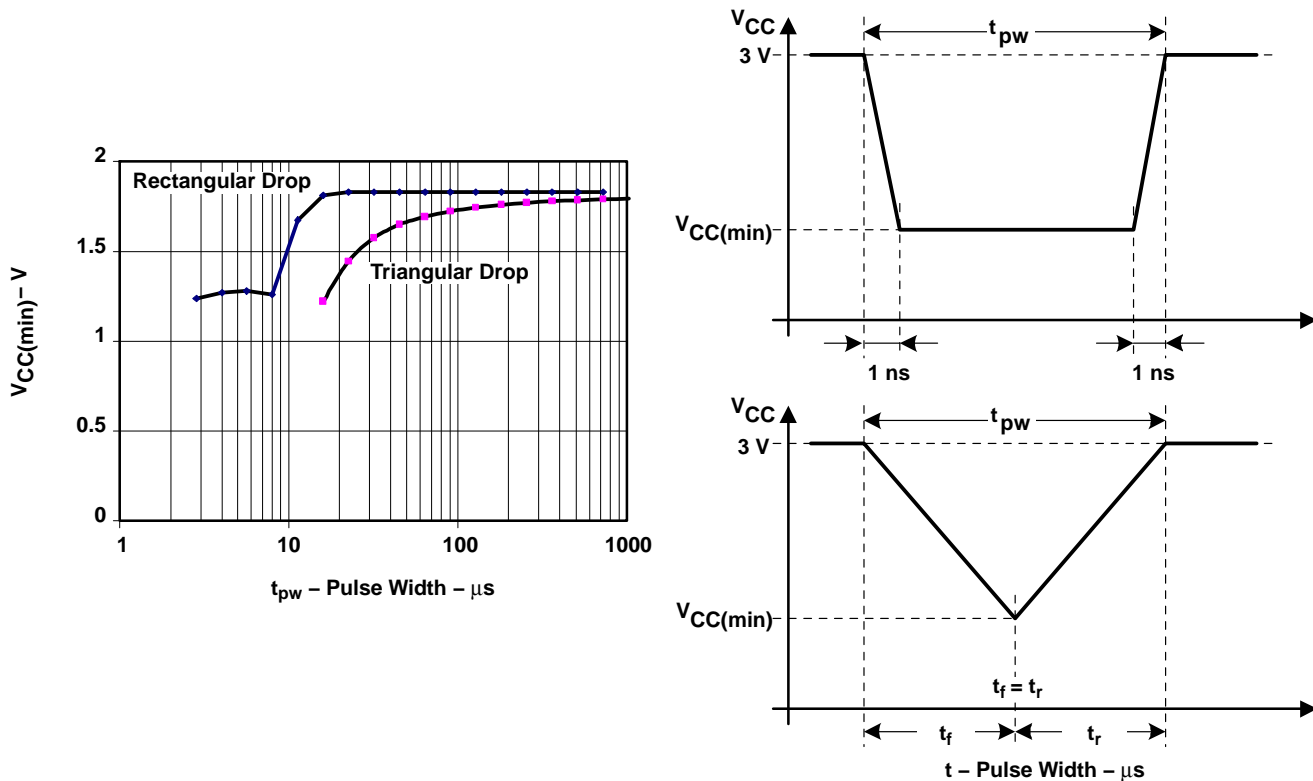 2
1.5
1
0.5
0
VCC(min) – V
Rectangular Drop
Triangular Drop
1
10
100
1000
tpw – Pulse Width – μs
VCC
3 V
tpw
VCC(min)
1 ns
1 ns
VCC
3 V
tpw
VCC(min)
tf = tr
tf
tr
t – Pulse Width – μs